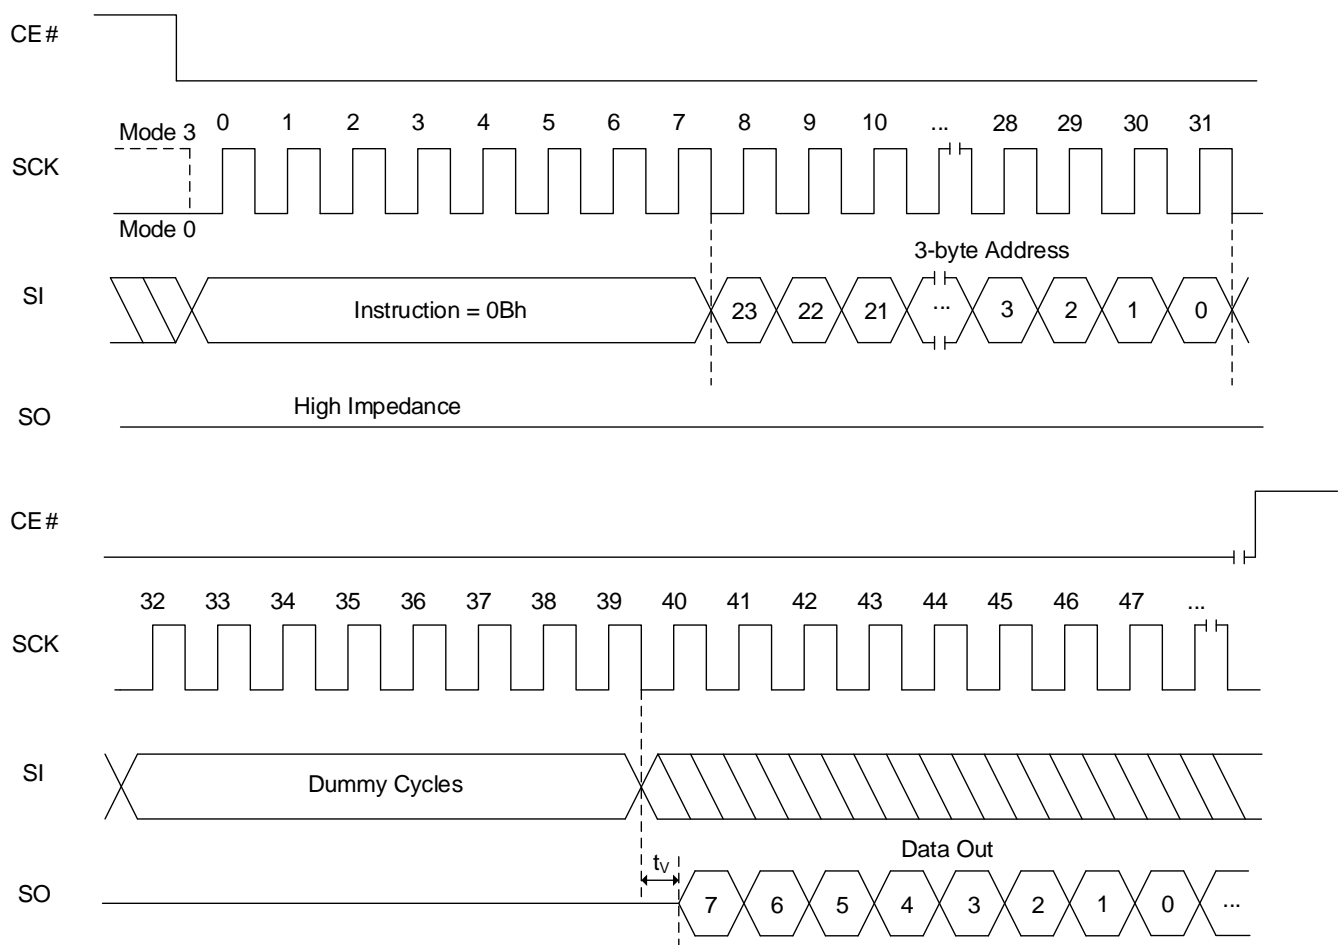 CE#
Mode 3 0 1 2 3 4 5 6 7 8 9 10 ... 28 29 30 31
SCK
Mode 0
3-byte Address
SI Instruction = 0Bh 23 22 21 ... 3 2 1 0
High Impedance
SO
CE#
32 33 34 35 36 37 38 39 40 41 42 43 44 45 46 47 ...
SCK
SI Dummy Cycles
Data Out
tV
SO 7 6 5 4 3 2 1 0 ...